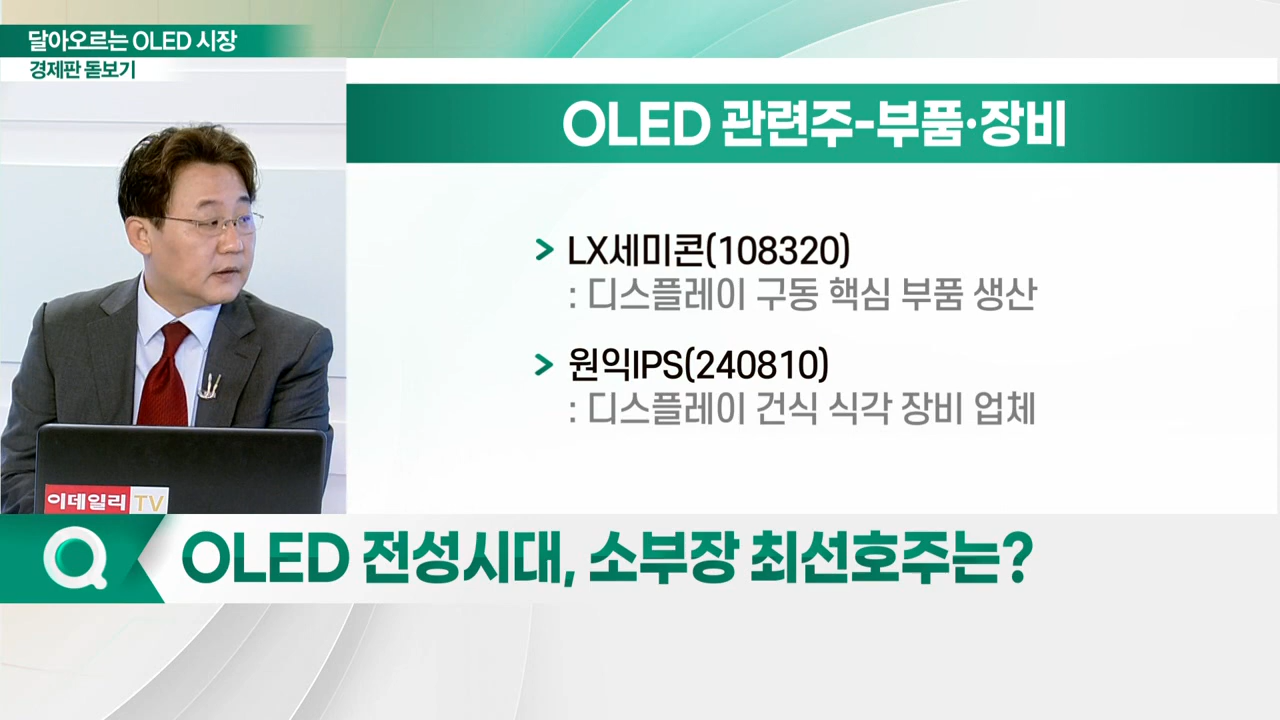 달아오르는 OLED 시장
경제판 돋보기
OLED 관련주-부품·장비
LX세미콘(108320)
: 디스플레이 구동 핵심 부품 생산
원익IPS(240810)
: 디스플레이 건식 식각 장비 업체
이데일리 TV
OLED 전성시대, 소부장 최선호주는?